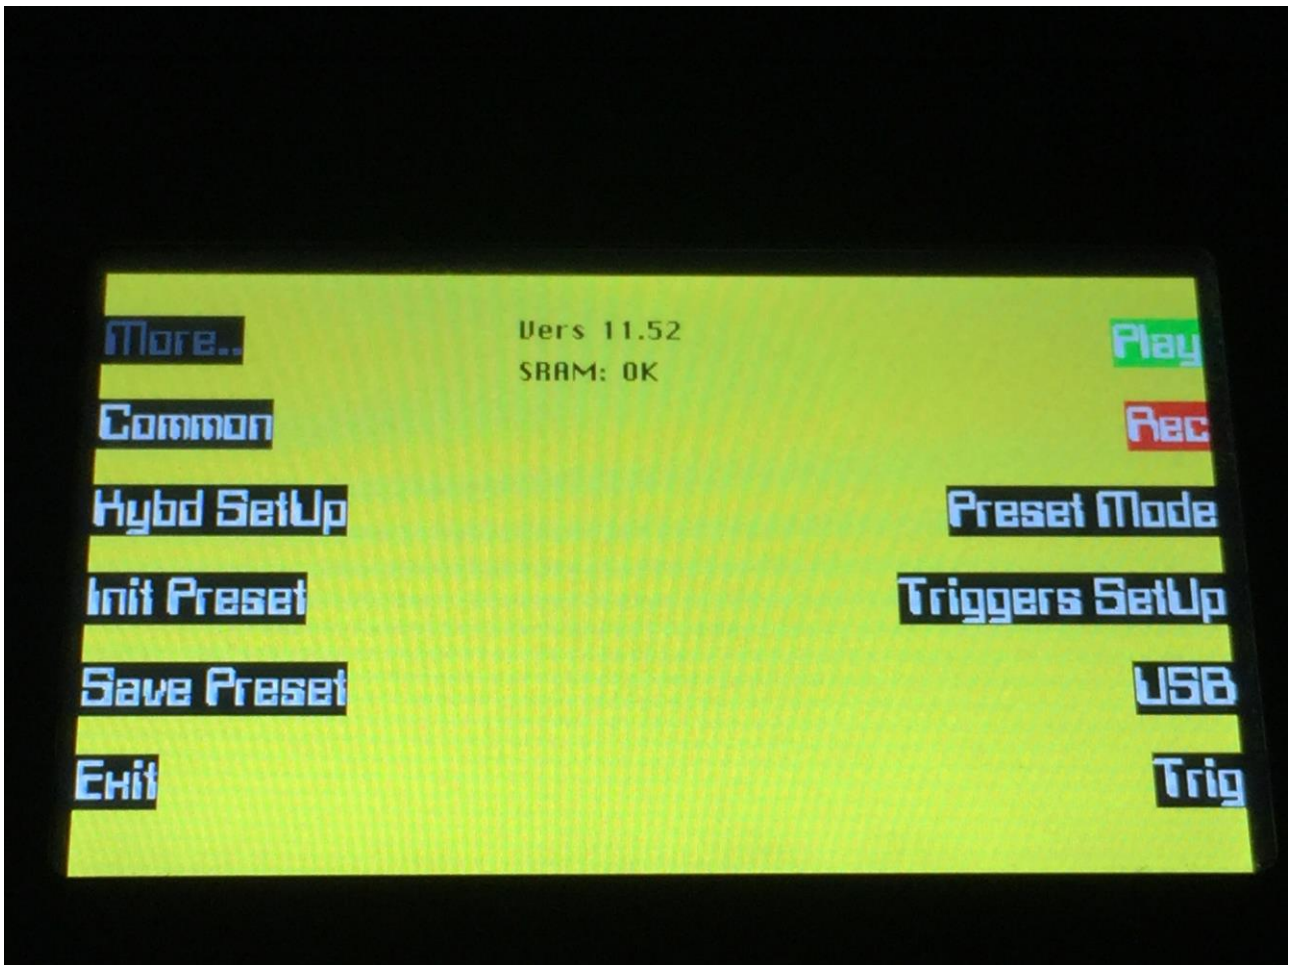 More..
Vers 11.52
Play
SRAM: OK
Common
Rec
Kybd SetUp
Preset Mode
Init Preset
Triggers SetUp
Save Preset
USB
Exit
Trig